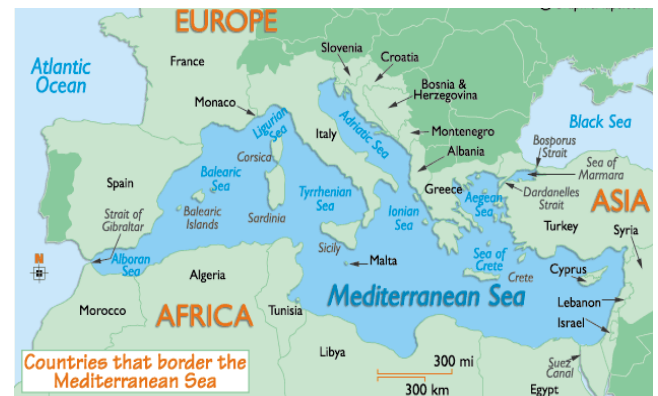 EUROPE
Slovenia
Croatia
France
Atlantic
Ocean
Bosnia &
Herzegovina
Monaco
Ligurian
Sea
Adriatic Sea
Black Sea
Italy
Montenegro
Bosporus
Strait
Corsica
Albania
Sea of
Marmara
Balearic
Sea
Spain
Tyrrhenian
Sea
Greece
Aegean
Sea
Dardanelles
Strait
ASIA
Strait of
Gibraltar
Balearic
Islands
Sardinia
Ionian
Sea
Turkey
Syria
N
Alboran
Sea
Sicily
Malta
Sea of
Crete
Crete
Cyprus
Algeria
Mediterranean Sea
Lebanon
Morocco
AFRICA
Tunisia
Israel
Countries that border the
Mediterranean Sea
Libya
300 mi
300 km
Suez
Canal
Egypt